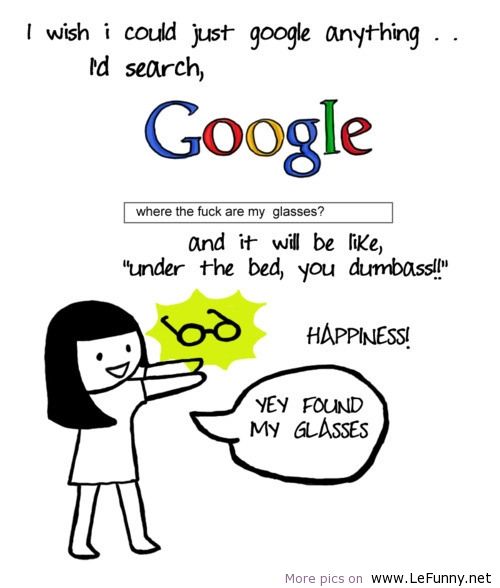 I wish i could just google anything . .
I'd search,
Google
where the fuck are my glasses?
and it will be like,
"under the bed, you dumbass!!"
HAPPINESS!
YEY FOUND
MY GLASSES
More pics on www.LeFunny.net